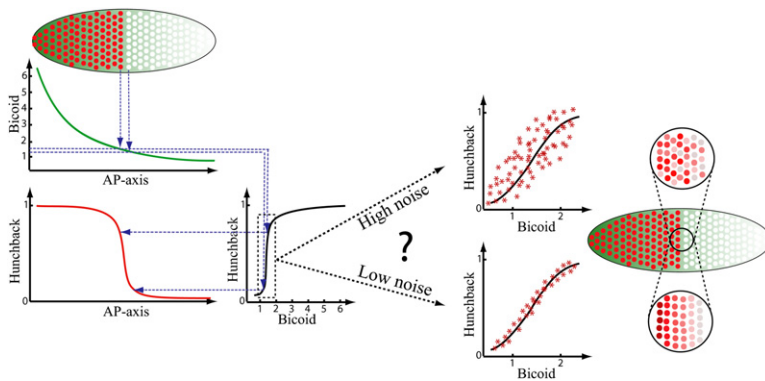 Bicoid
6
5
4
3
2
1
AP-axis
Hunchback
1
0
AP-axis
Hunchback
1
0
1 2 3 4 5 6
Bicoid
High noise
?
Low noise
Hunchback
1
0
1 2
Bicoid
Hunchback
1
0
1 2
Bicoid